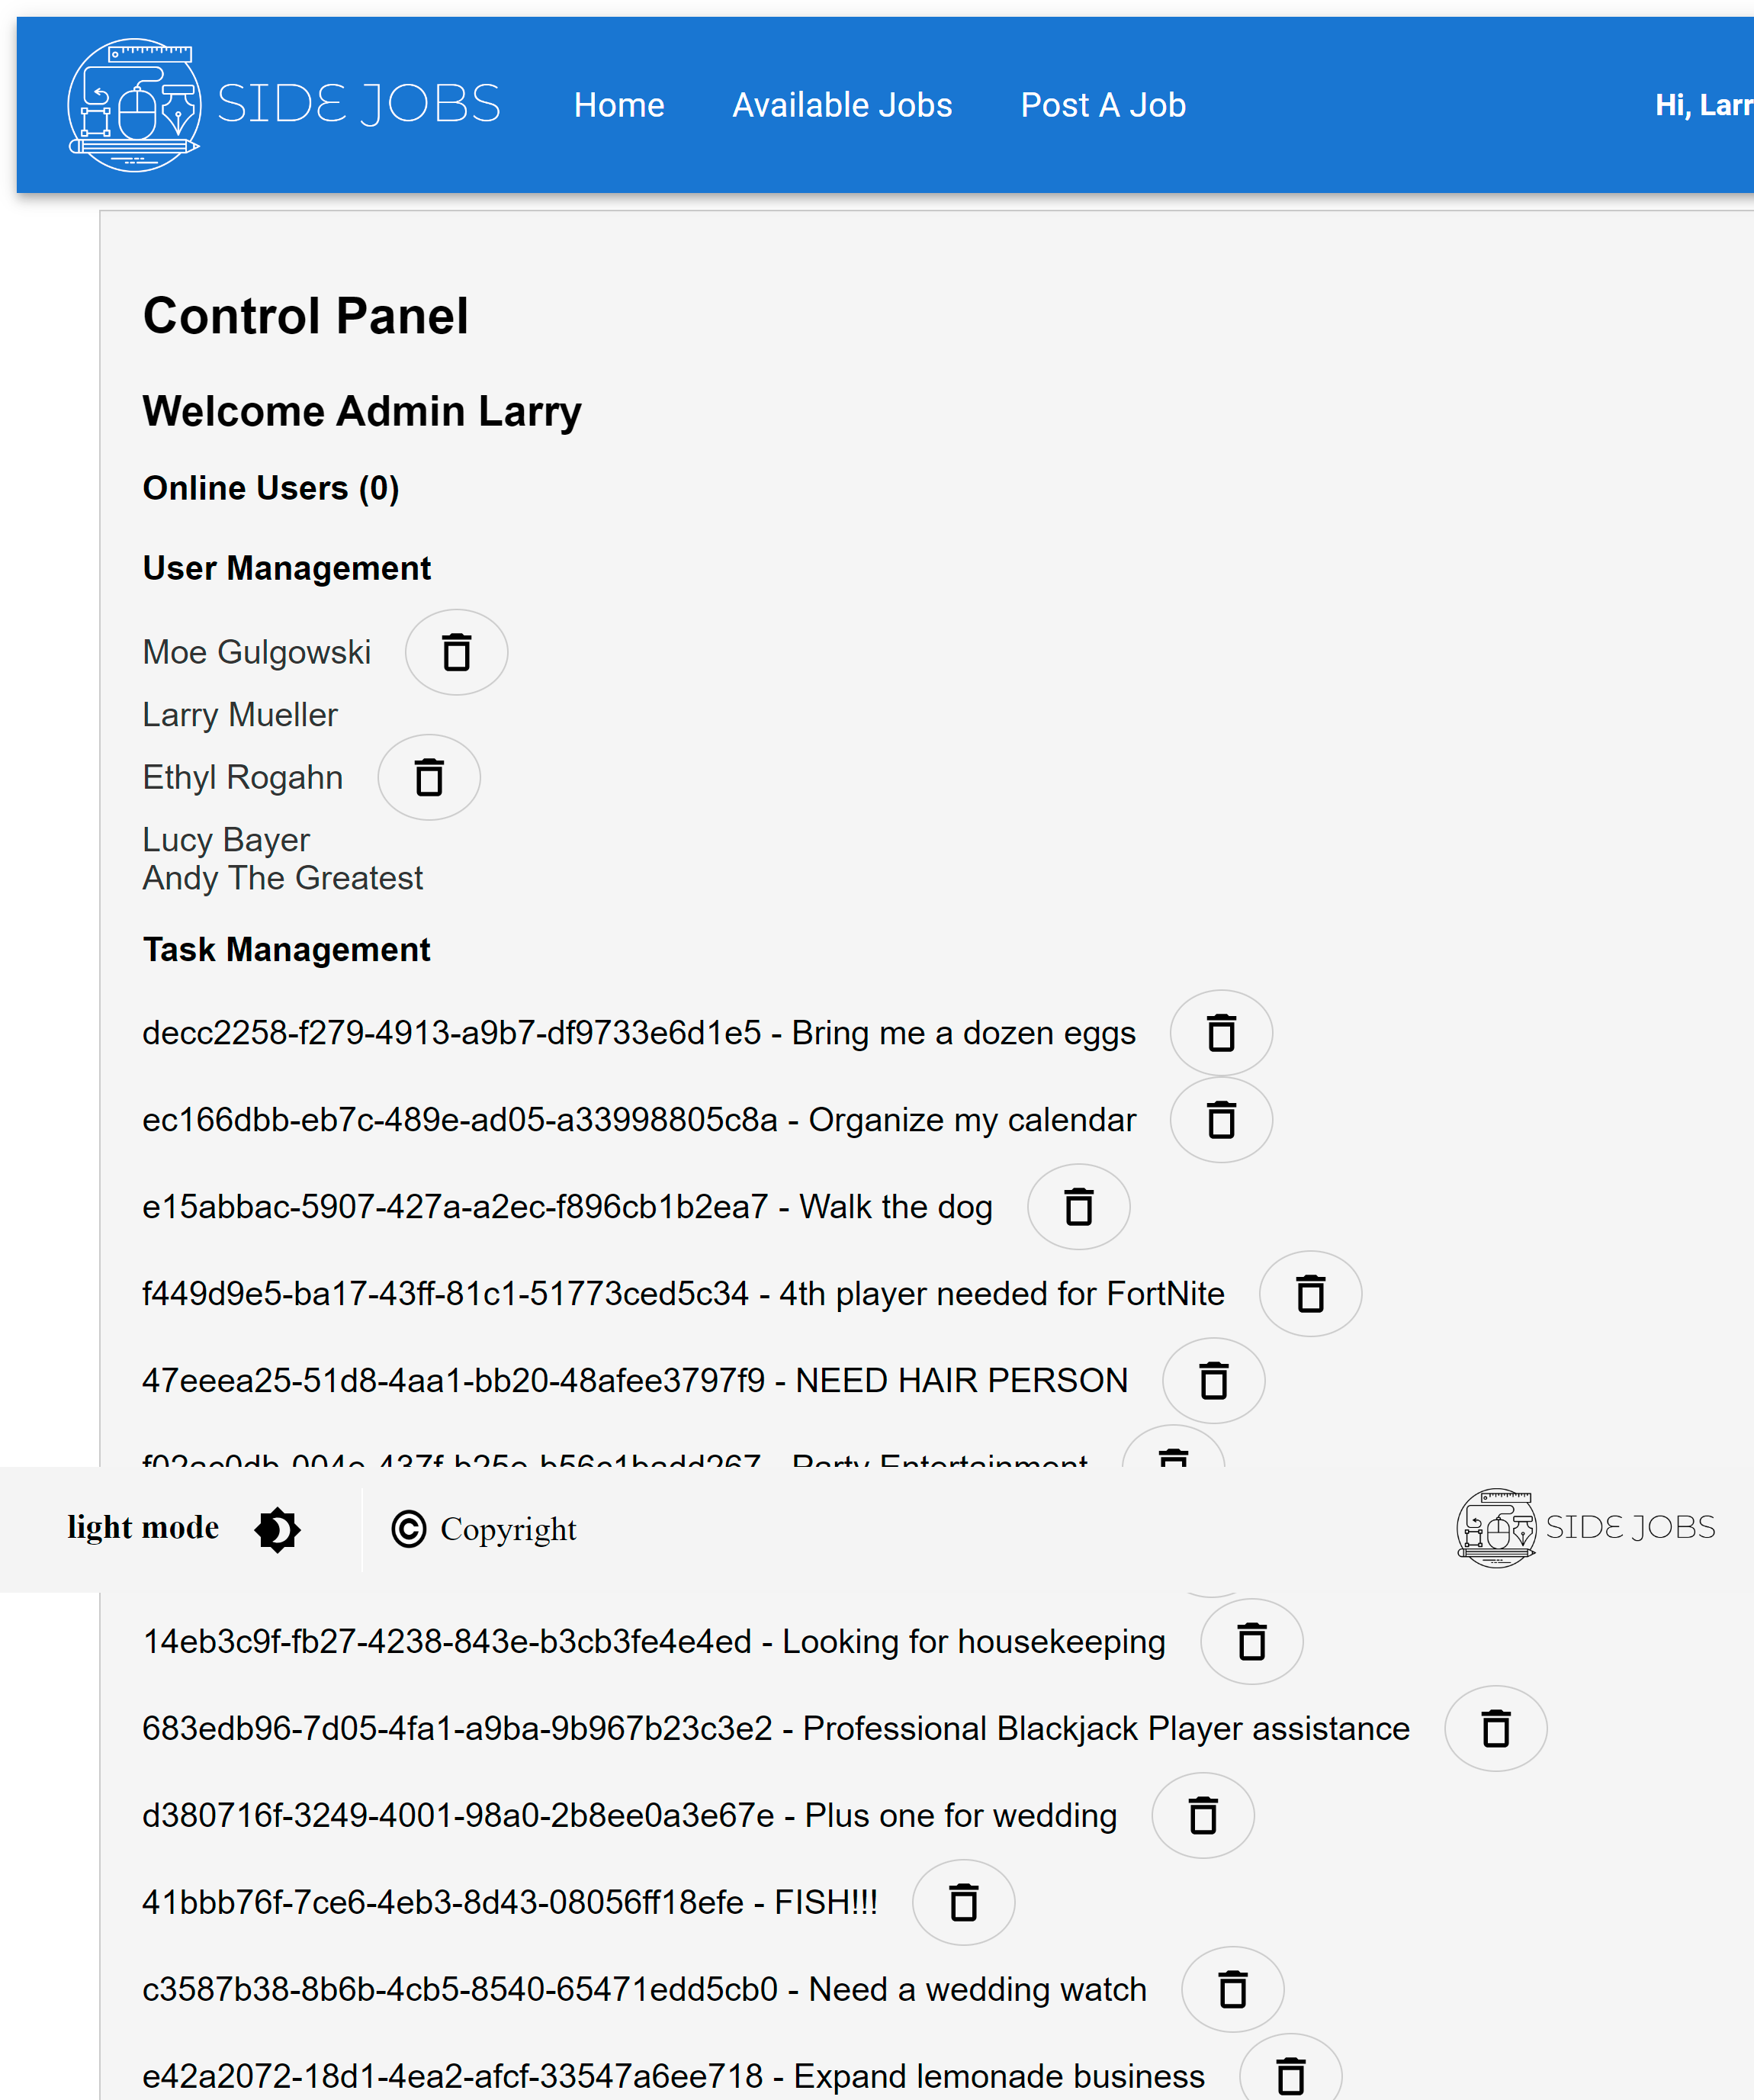 SIDE JOBS Home Available Jobs Post A Job Hi, Larr
Control Panel
Welcome Admin Larry
Online Users (0)
User Management
Moe Gulgowski
Larry Mueller
Ethyl Rogahn
Lucy Bayer
Andy The Greatest
Task Management
decc2258-f279-4913-a9b7-df9733e6d1e5 - Bring me a dozen eggs
ec166dbb-eb7c-489e-ad05-a33998805c8a - Organize my calendar
e15abbac-5907-427a-a2ec-f896cb1b2ea7 - Walk the dog
f449d9e5-ba17-43ff-81c1-51773ced5c34 - 4th player needed for FortNite
47eeea25-51d8-4aa1-bb20-48afee3797f9 - NEED HAIR PERSON
- Party Entertainment
light mode © Copyright SIDE JOBS
14eb3c9f-fb27-4238-843e-b3cb3fe4e4ed - Looking for housekeeping
683edb96-7d05-4fa1-a9ba-9b967b23c3e2 - Professional Blackjack Player assistance
d380716f-3249-4001-98a0-2b8ee0a3e67e - Plus one for wedding
41bbb76f-7ce6-4eb3-8d43-08056ff18efe - FISH!!!
c3587b38-8b6b-4cb5-8540-65471edd5cb0 - Need a wedding watch
e42a2072-18d1-4ea2-afcf-33547a6ee718 - Expand lemonade business